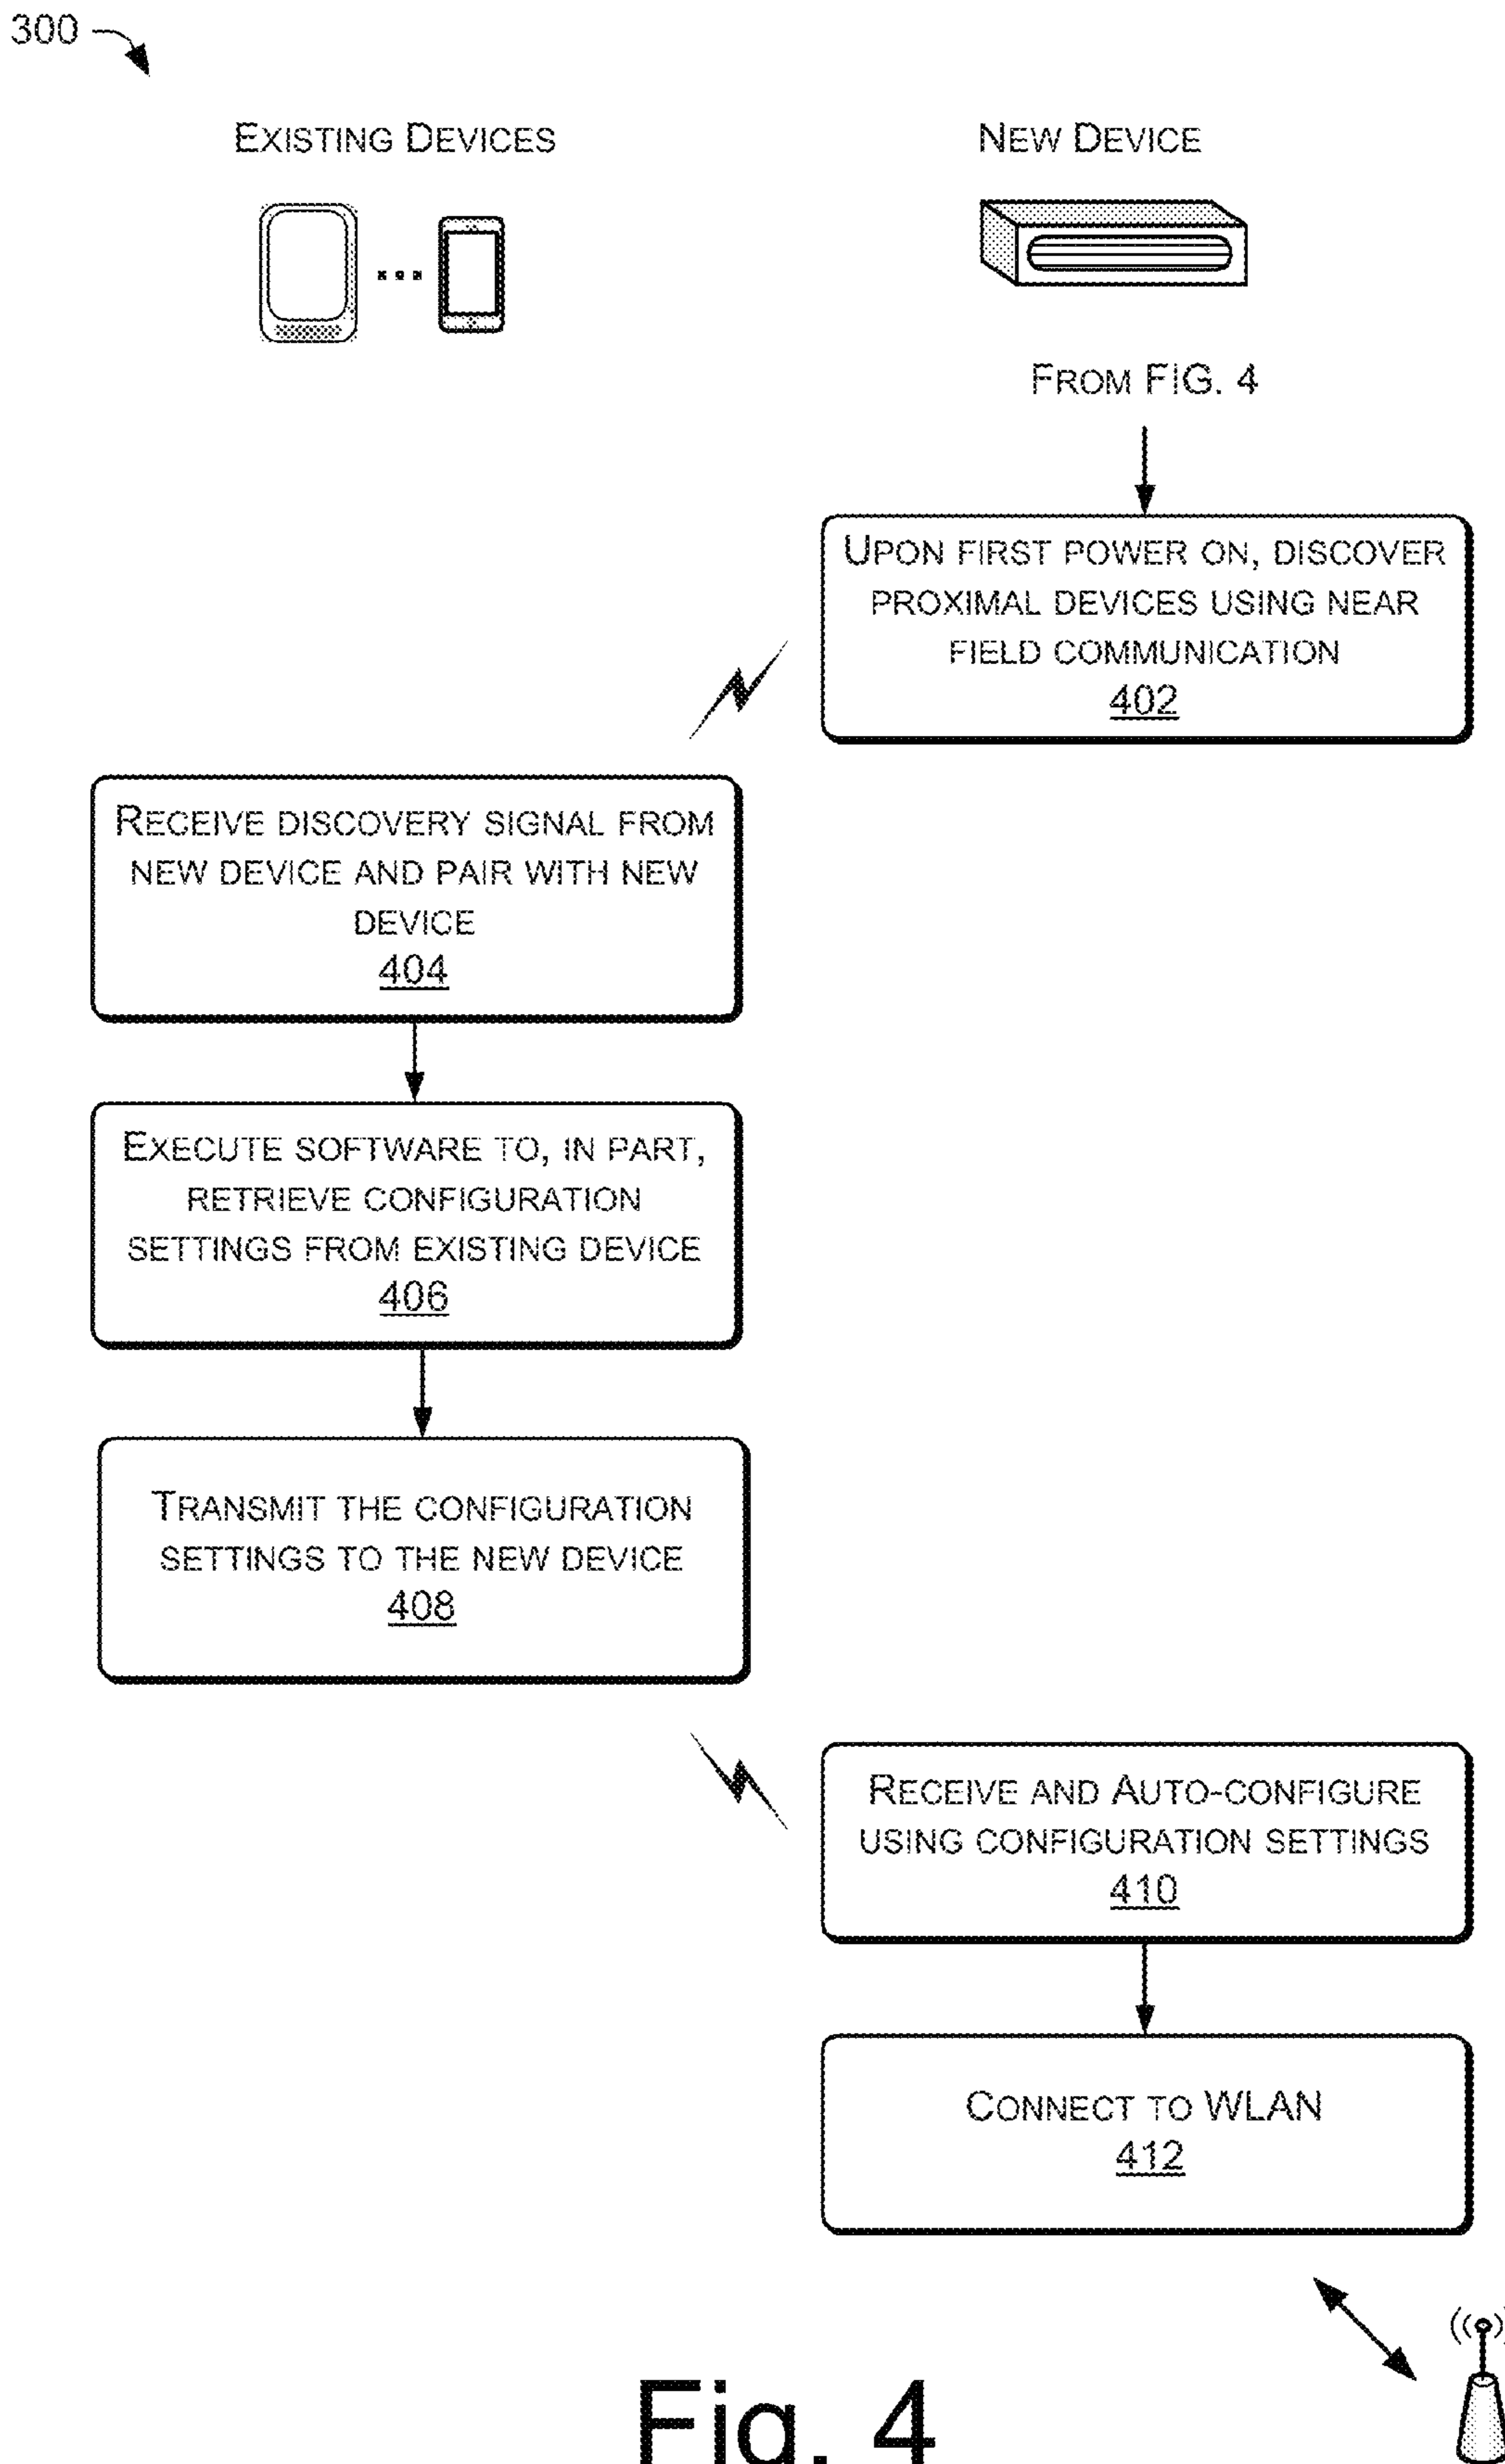 300
EXISTING DEVICES
NEW DEVICE
FROM FIG. 4
UPON FIRST POWER ON, DISCOVER
PROXIMAL DEVICES USING NEAR
FIELD COMMUNICATION
402
RECEIVE DISCOVERY SIGNAL FROM
NEW DEVICE AND PAIR WITH NEW
DEVICE
404
EXECUTE SOFTWARE TO, IN PART,
RETRIEVE CONFIGURATION
SETTINGS FROM EXISTING DEVICE
406
TRANSMIT THE CONFIGURATION
SETTINGS TO THE NEW DEVICE
408
RECEIVE AND AUTO-CONFIGURE
USING CONFIGURATION SETTINGS
410
CONNECT TO WLAN
412
Fig. 4